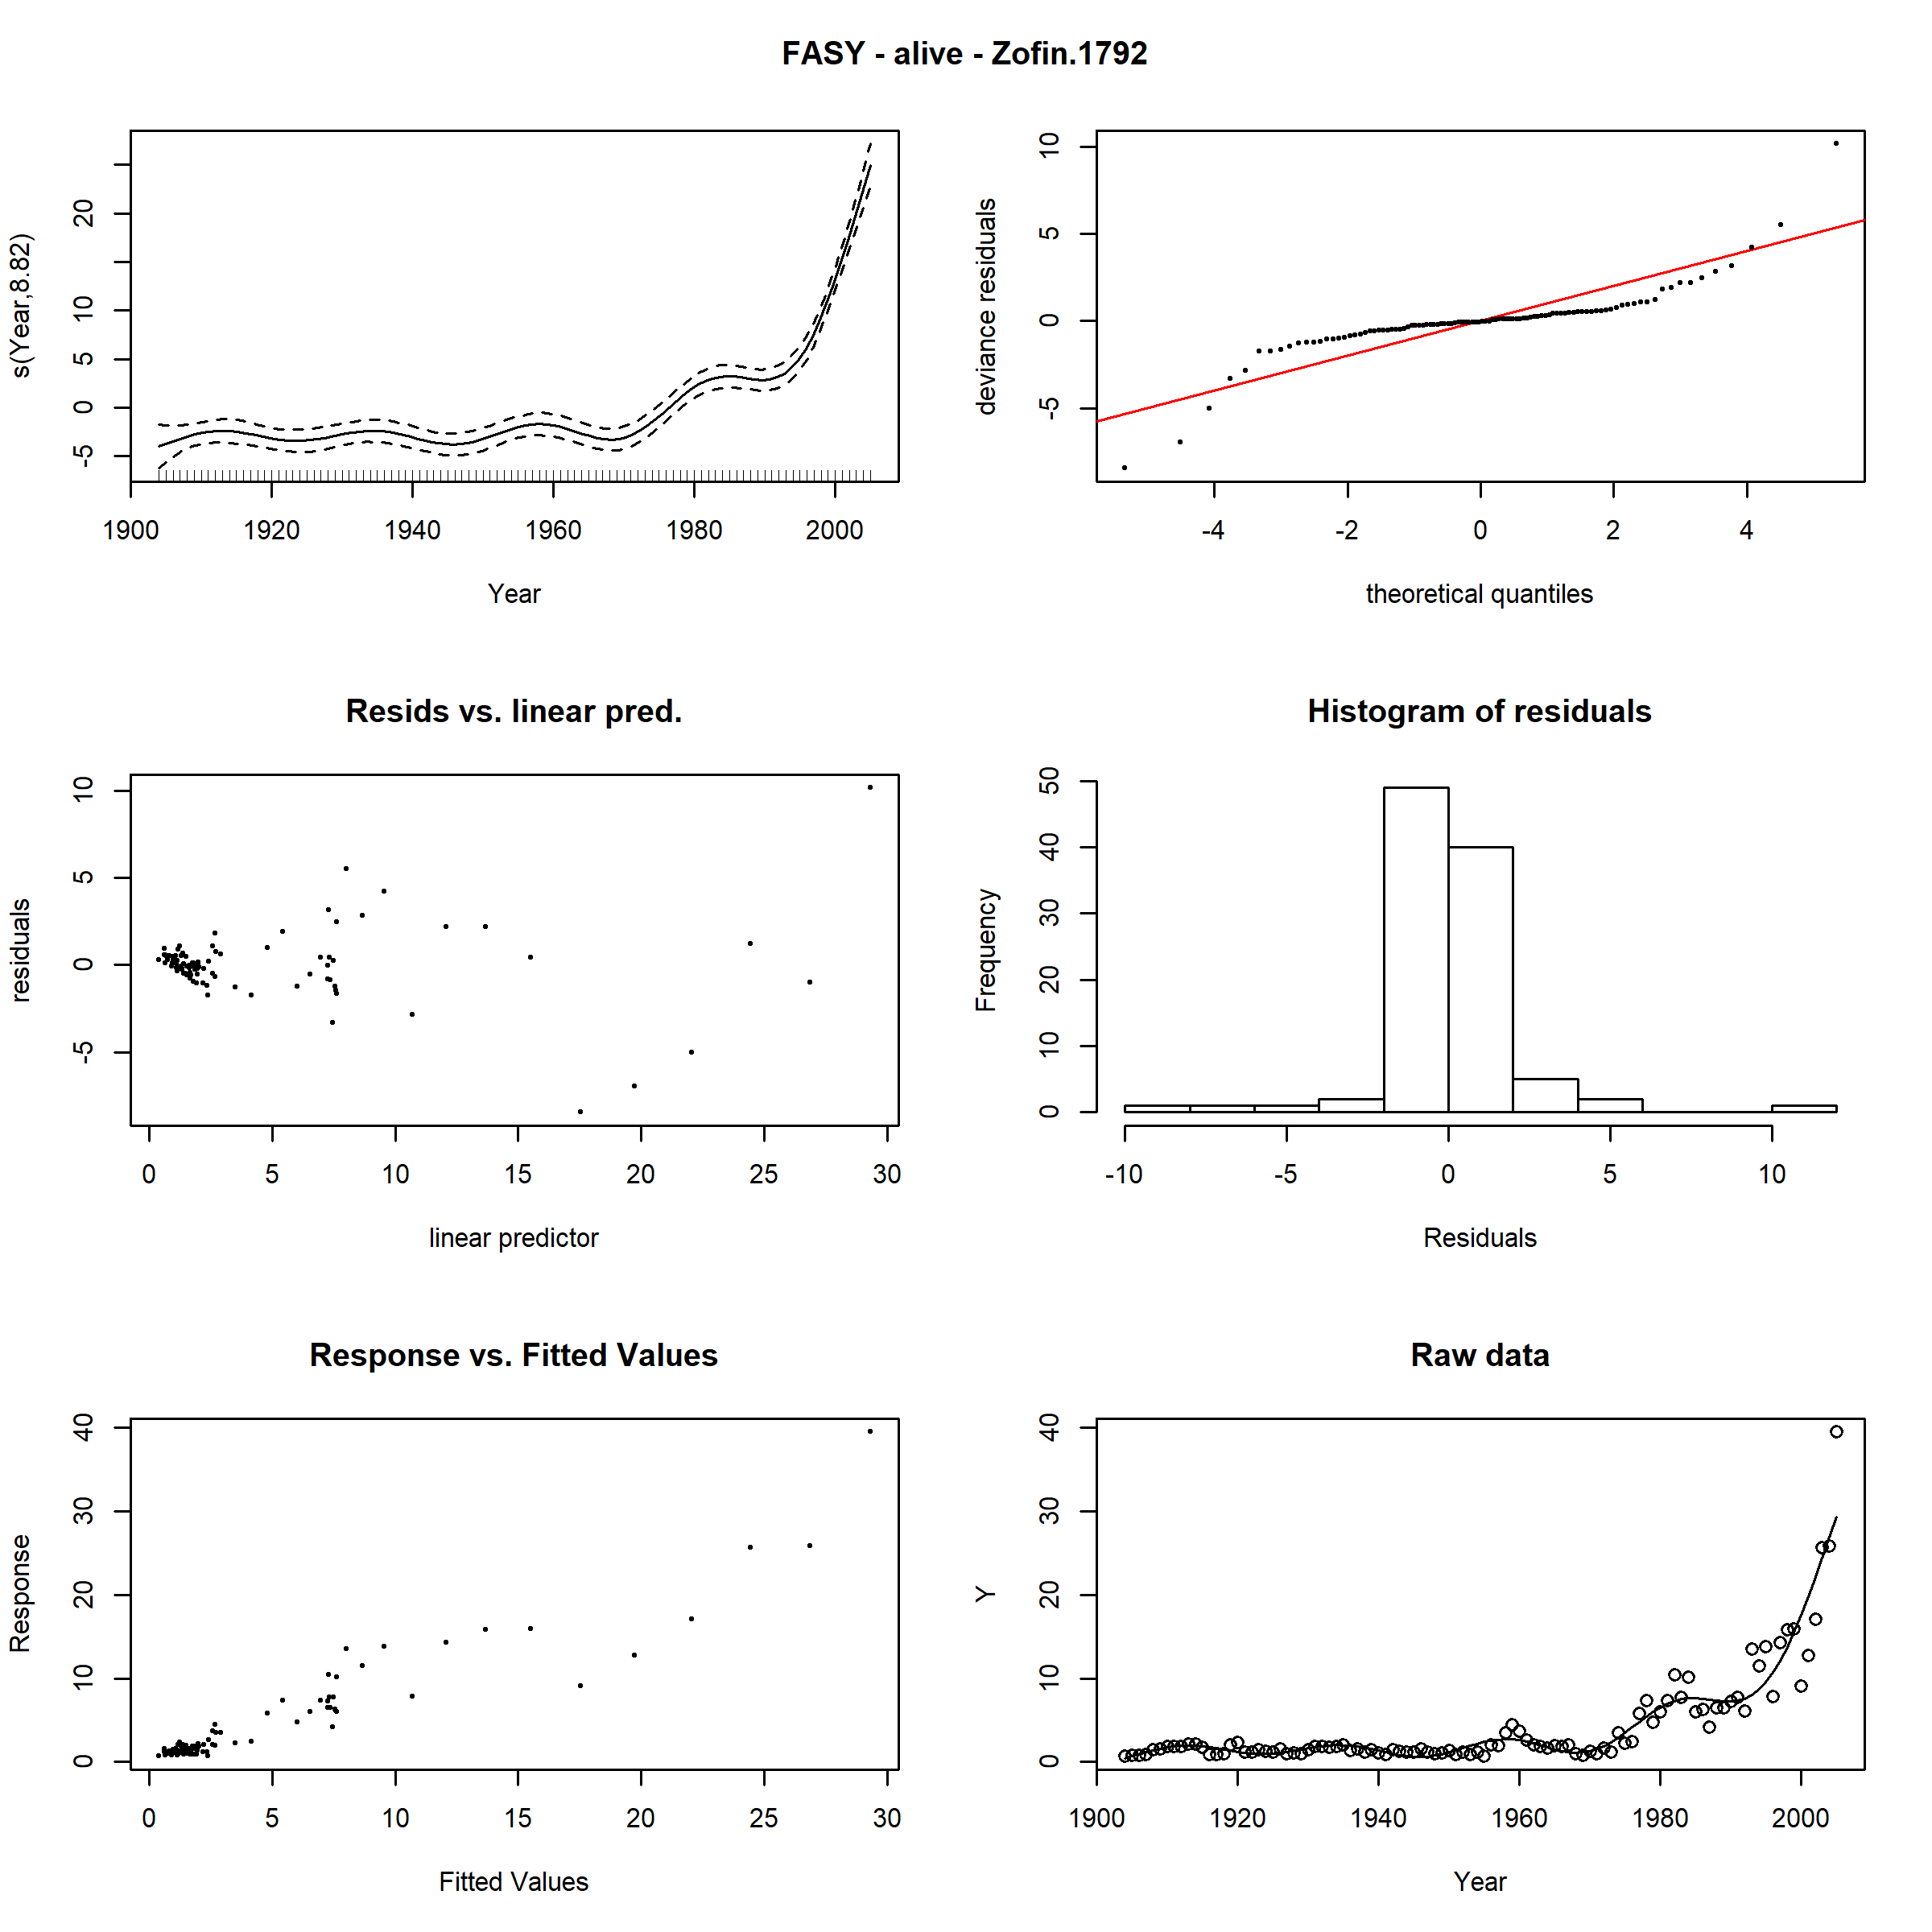 FASY - alive - Zofin.1792
s(Year,8.82)
-5 0 5 10 20
1900 1920 1940 1960 1980 2000
Year
deviance residuals
-5 0 5 10
-4 -2 0 2 4
theoretical quantiles
Resids vs. linear pred.
residuals
-5 0 5 10
0 5 10 15 20 25 30
linear predictor
Histogram of residuals
Frequency
0 10 20 30 40 50
-10 -5 0 5 10
Residuals
Response vs. Fitted Values
Response
0 10 20 30 40
0 5 10 15 20 25 30
Fitted Values
Raw data
Y
0 10 20 30 40
1900 1920 1940 1960 1980 2000
Year